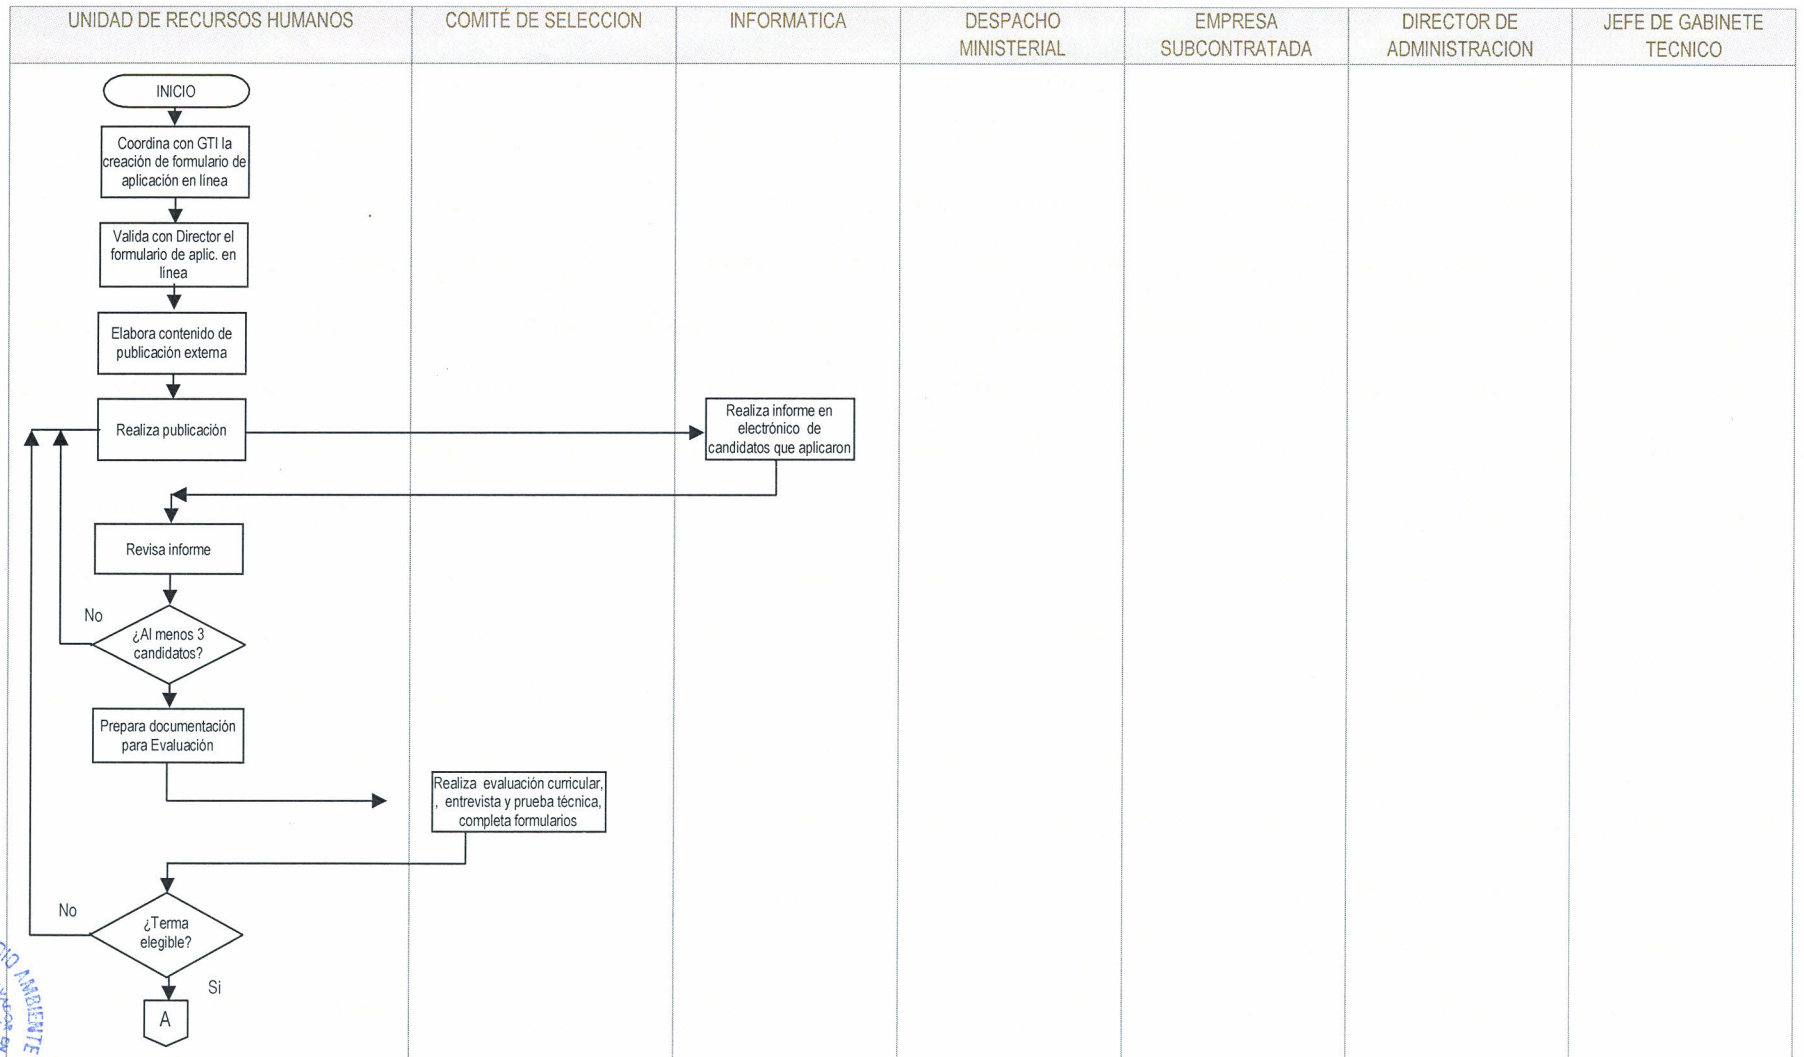 UNIDAD DE RECURSOS HUMANOS
COMITÉ DE SELECCION
INFORMATICA
DESPACHO
MINISTERIAL
EMPRESA
SUBCONTRATADA
DIRECTOR DE
ADMINISTRACION
JEFE DE GABINETE
TECNICO
INICIO
Coordina con GTI la
creación de formulario de
aplicación en línea
Valida con Director el
formulario de aplic. en
línea
Elabora contenido de
publicación externa
Realiza publicación
Realiza informe en
electrónico de
candidatos que aplicaron
Revisa informe
No
¿Al menos 3
candidatos?
Prepara documentación
para Evaluación
Realiza evaluación curricular,
, entrevista y prueba técnica,
completa formularios
No
¿Terma
elegible?
Si
A
AMBIENTE